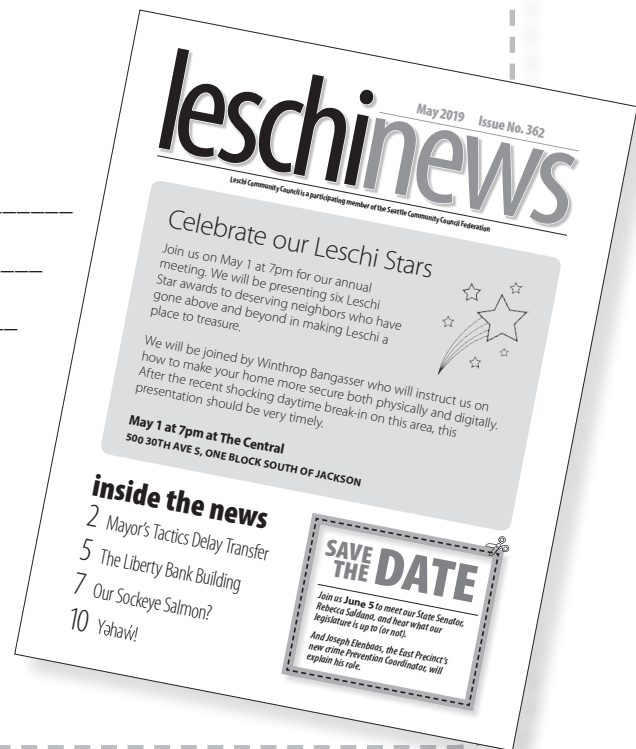 leschinews
May 2019 Issue No. 362
Leschi Community Council is a participating member of the Seattle Community Council Federation
Celebrate our Leschi Stars
Join us on May 1 at 7pm for our annual
meeting. We will be presenting six Leschi
Star awards to deserving neighbors who have
gone above and beyond in making Leschi a
place to treasure.
We will be joined by Winthrop Bangasser who will instruct us on
how to make your home more secure both physically and digitally.
After the recent shocking daytime break-in on this area, this
presentation should be very timely.
May 1 at 7pm at The Central
500 30TH AVE S, ONE BLOCK SOUTH OF JACKSON
inside the news
2 Mayor's Tactics Delay Transfer
5 The Liberty Bank Building
7 Our Sockeye Salmon?
10 Yəhaw̓!
SAVE
THE DATE
Join us June 5 to meet our State Senator,
Rebecca Saldana, and hear what our
legislature is up to (or not).
And Joseph Elenbaas, the East Precinct's
new crime Prevention Coordinator, will
explain his role.